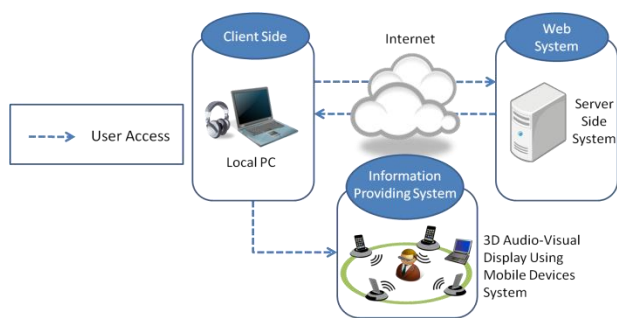 Client Side
Internet
Web
System
User Access
Local PC
Server
Side
System
Information
Providing System
3D Audio-Visual
Display Using
Mobile Devices
System